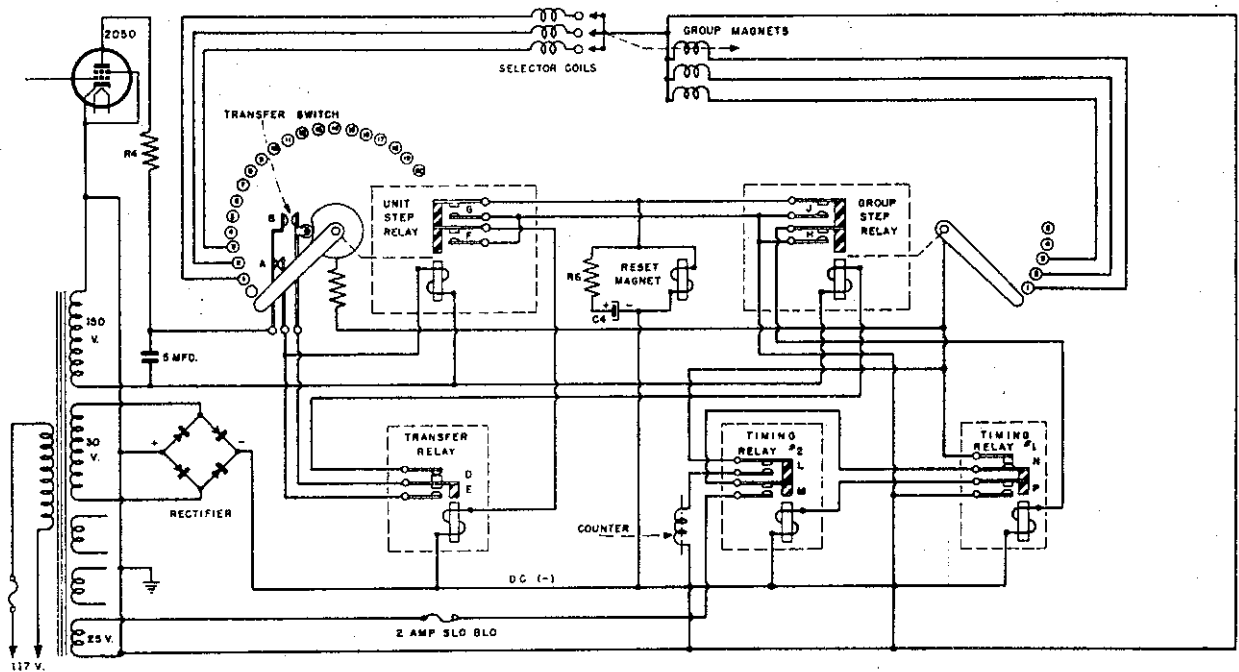 2050
GROUP MAGNETS
SELECTOR COILS
TRANSFER SWITCH
R4
B
A
UNIT
STEP
RELAY
G
F
J
H
GROUP
STEP
RELAY
R6
RESET
MAGNET
C4
+ -
150
V.
5 MFD.
30
V.
+ -
RECTIFIER
TRANSFER
RELAY
D
E
TIMING
RELAY #2
L
M
TIMING
RELAY #1
N
P
COUNTER
DC (-)
25 V.
2 AMP SLO BLO
117 V.